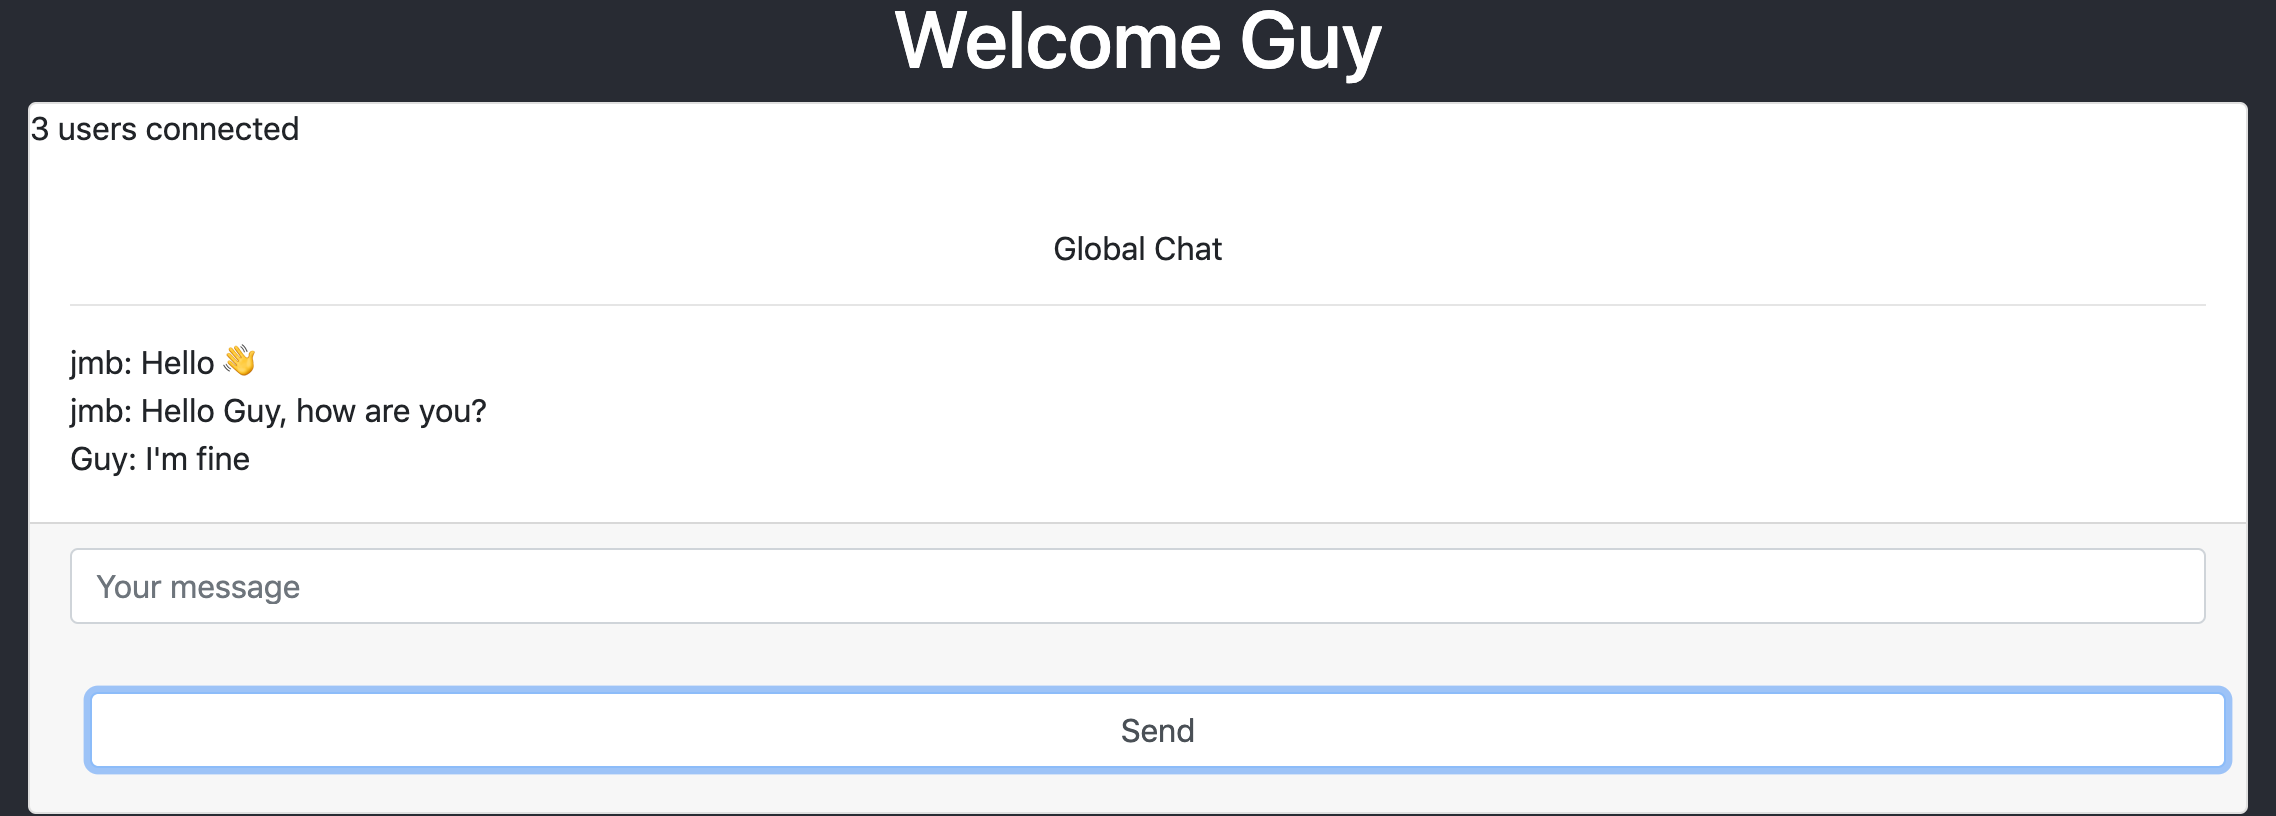 Welcome Guy
3 users connected
Global Chat
jmb: Hello 👋
jmb: Hello Guy, how are you?
Guy: I'm fine
Your message
Send